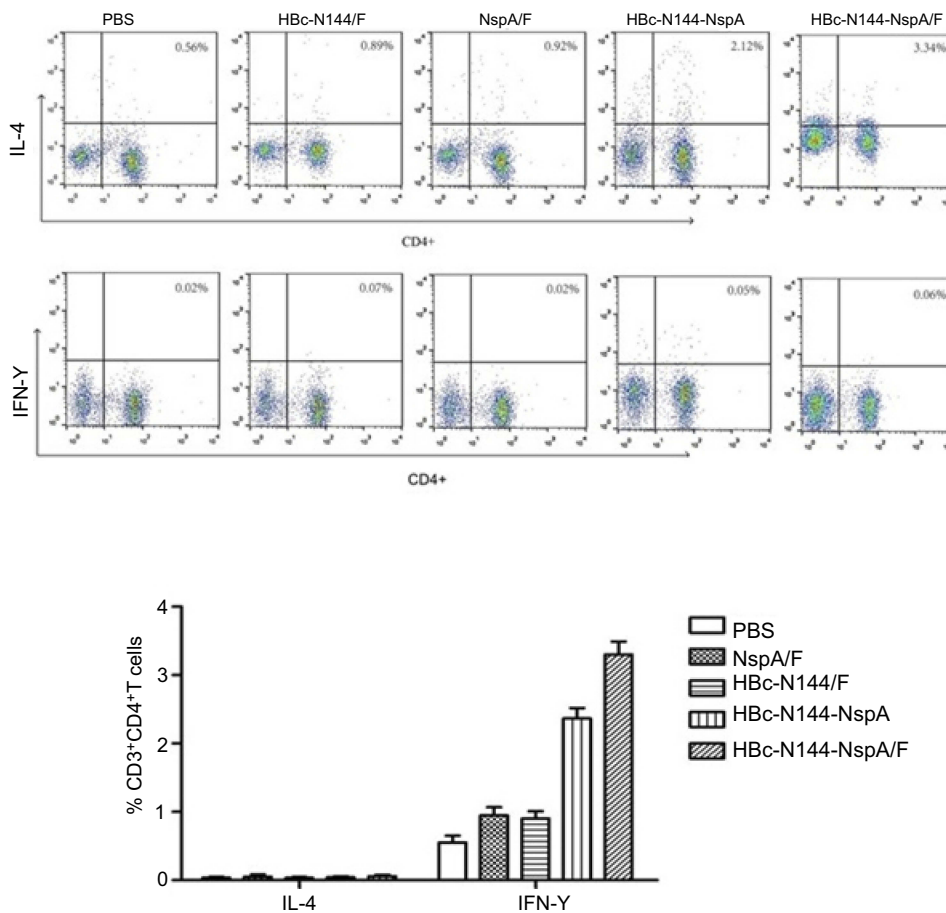 PBS HBc-N144/F NspA/F HBc-N144-NspA HBc-N144-NspA/F
0.56% 0.89% 0.92% 2.12% 3.34%
IL-4
CD4+
0.02% 0.07% 0.02% 0.05% 0.06%
IFN-Y
CD4+
4
3
2
1
0
% CD3+CD4+T cells
IL-4 IFN-Y
PBS
NspA/F
HBc-N144/F
HBc-N144-NspA
HBc-N144-NspA/F